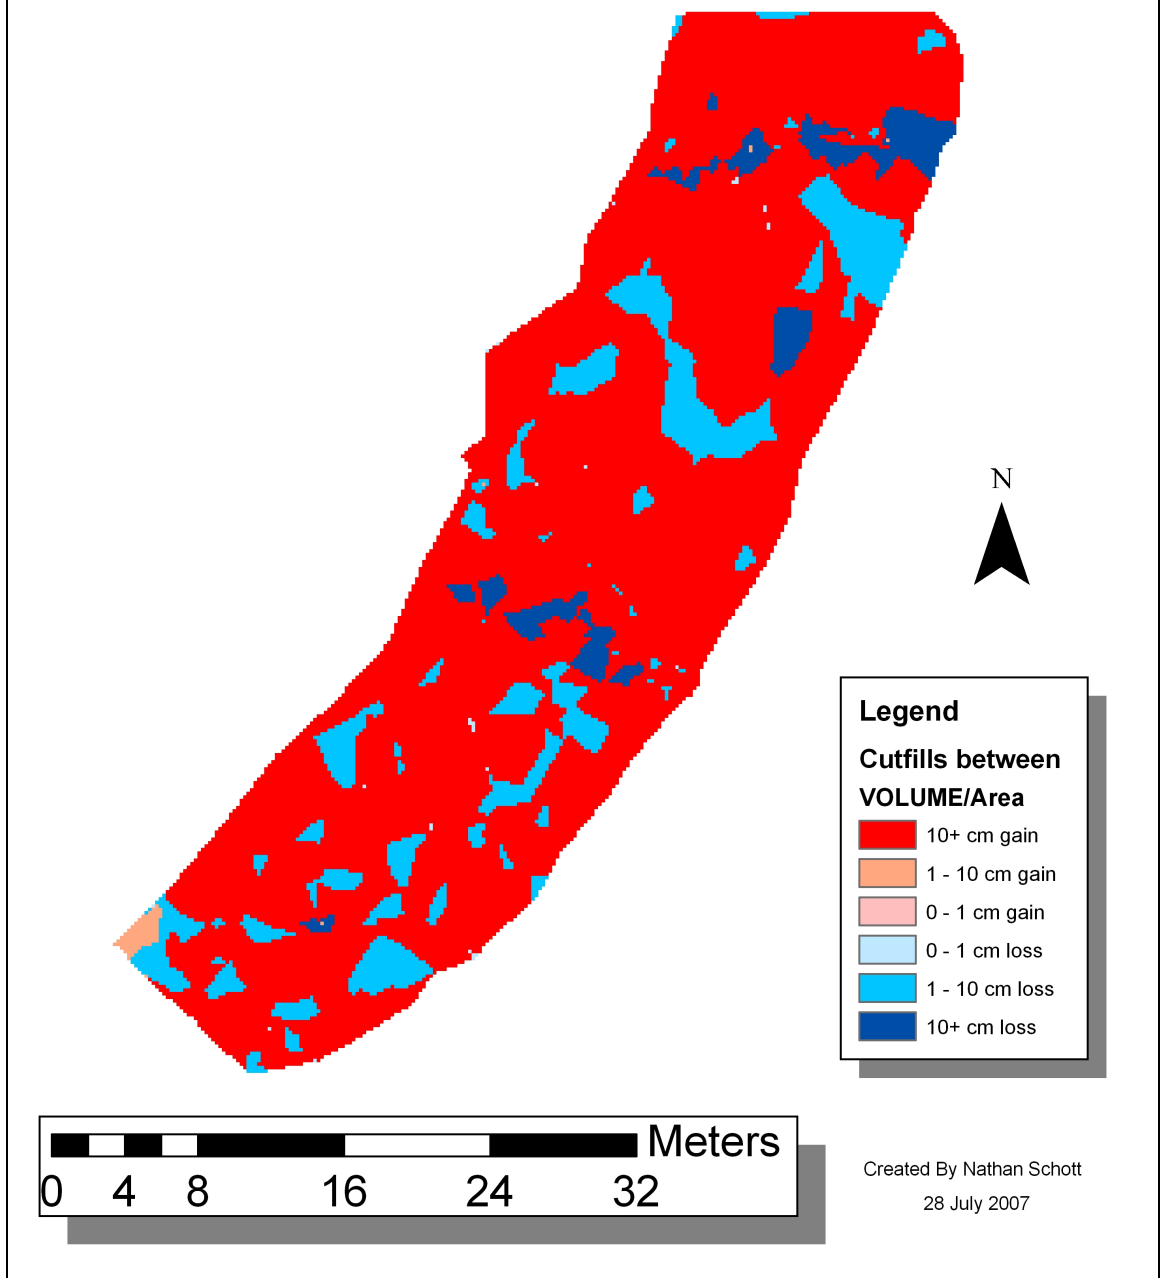 N
Legend
Cutfills between
VOLUME/Area
10+ cm gain
1 - 10 cm gain
0 - 1 cm gain
0 - 1 cm loss
1 - 10 cm loss
10+ cm loss
Meters
0 4 8 16 24 32
Created By Nathan Schott
28 July 2007